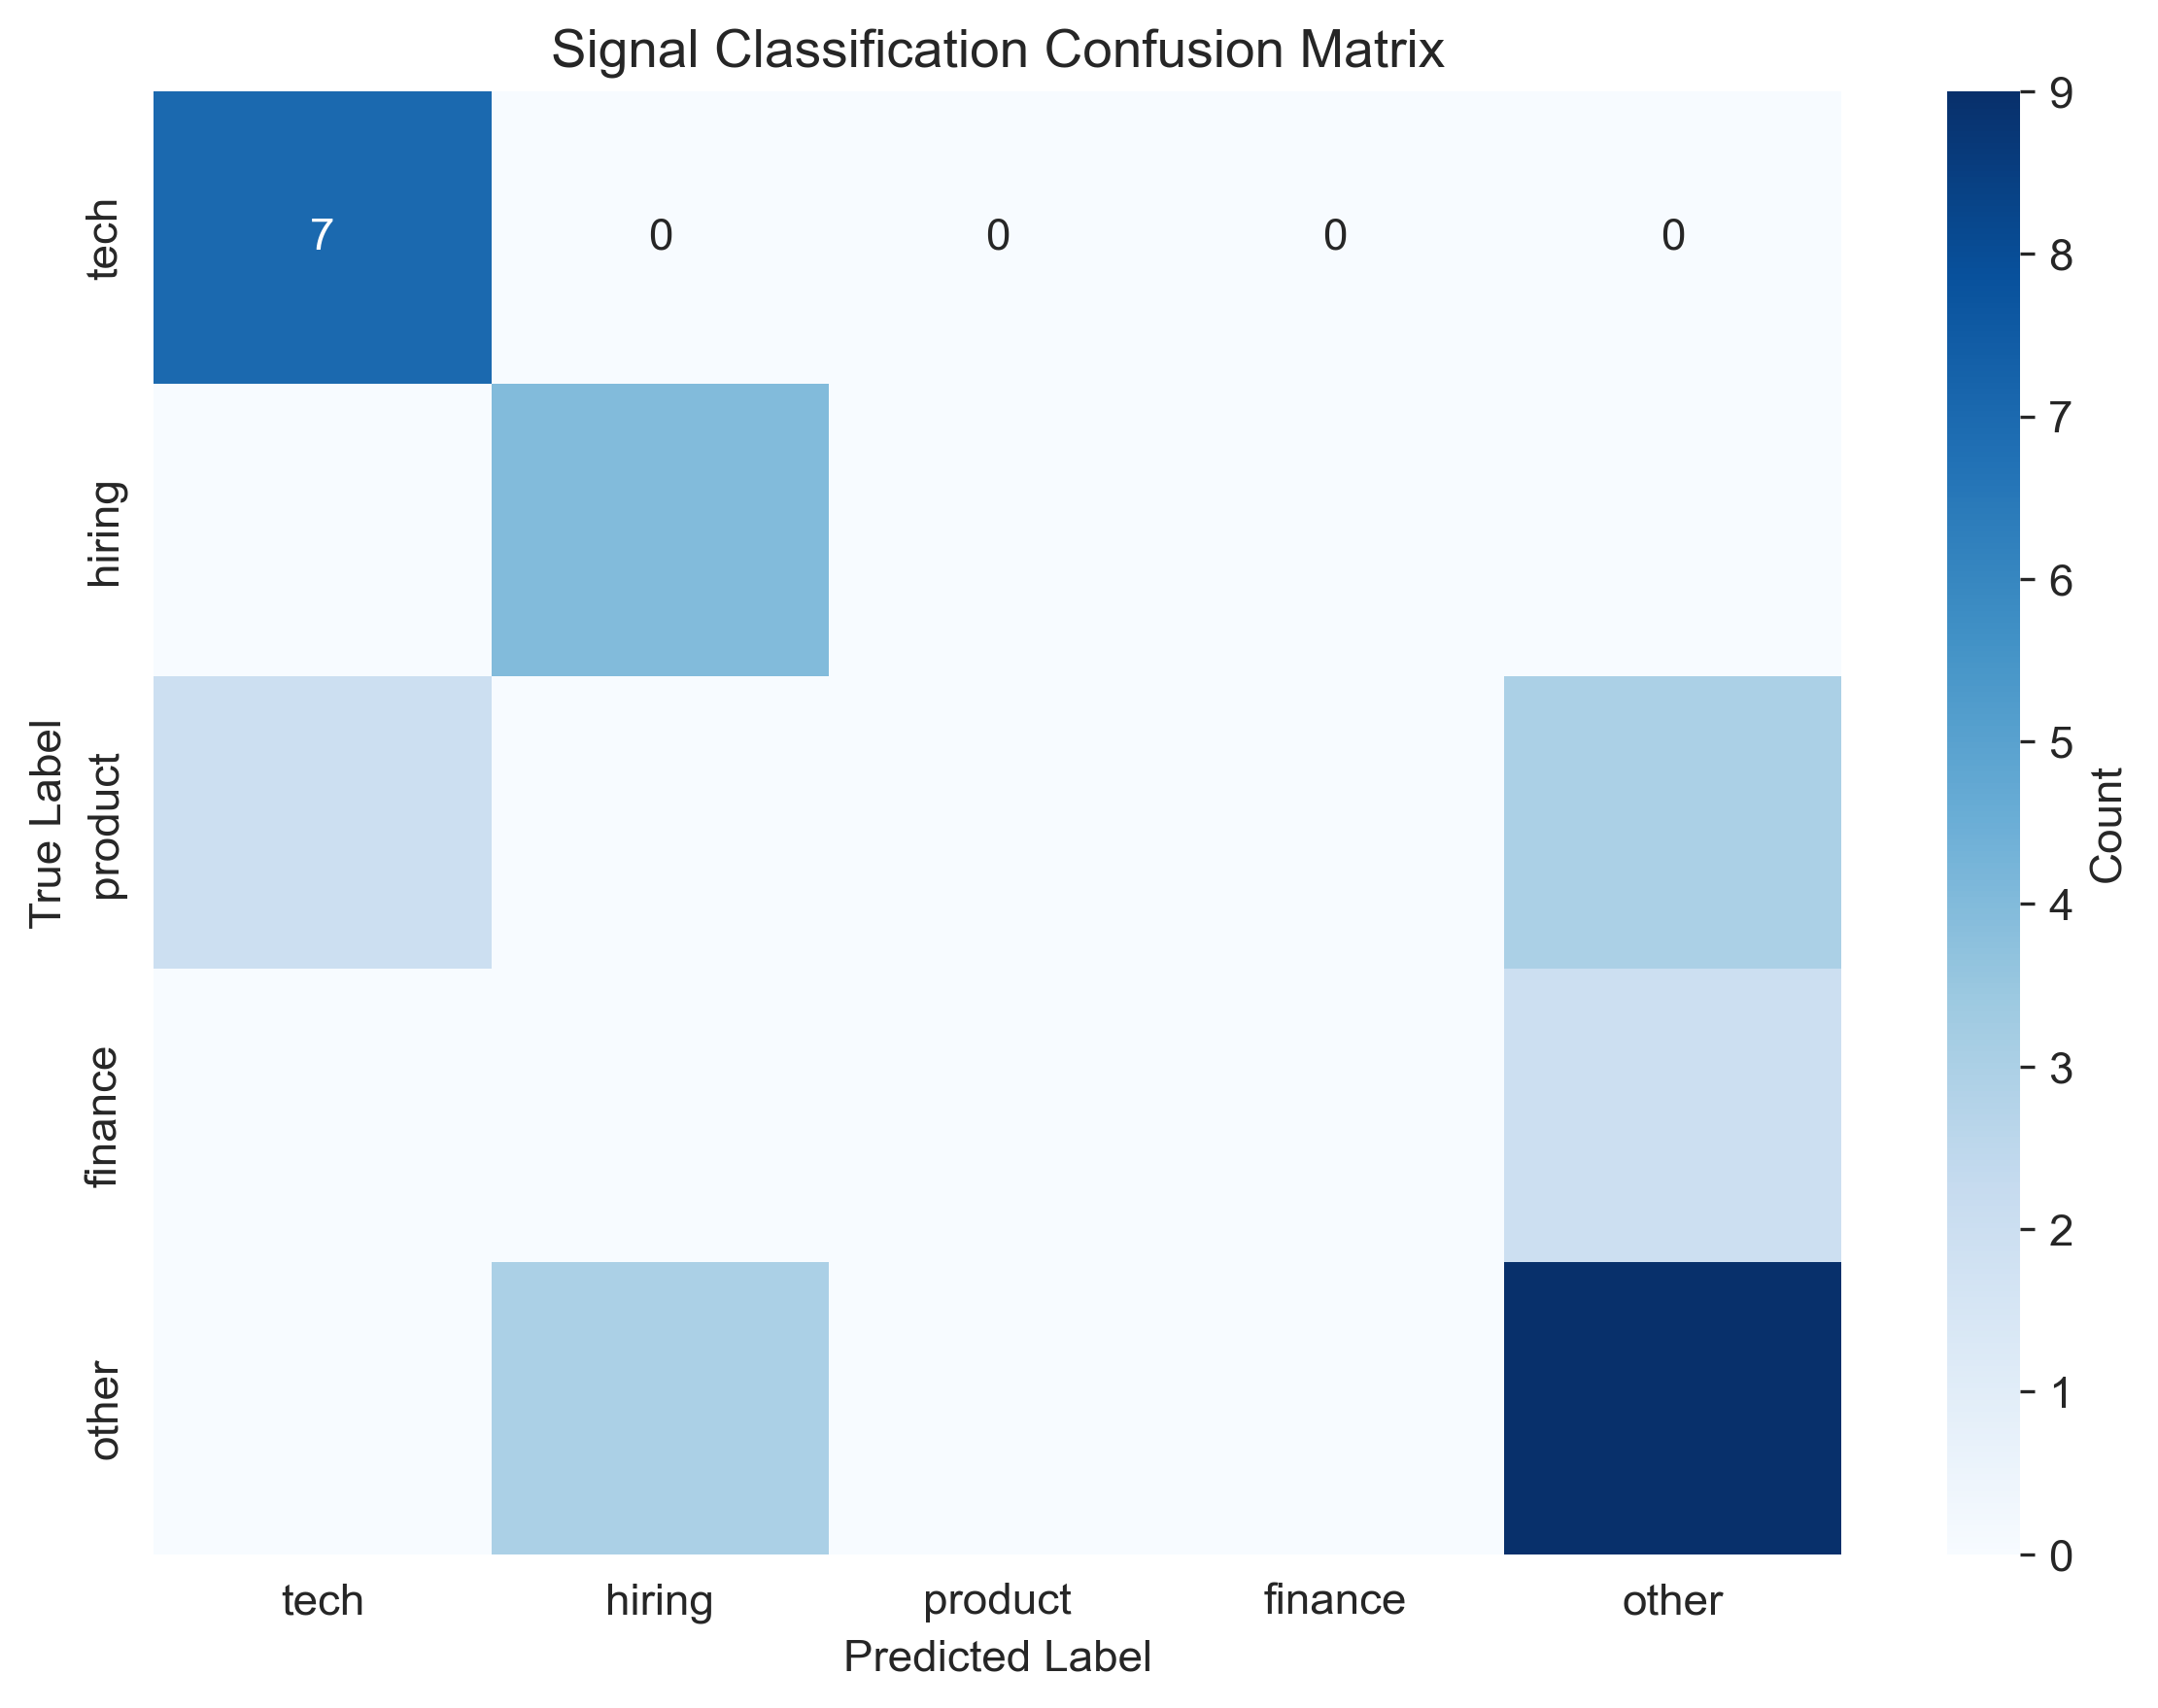 Signal Classification Confusion Matrix
tech
7 0 0 0 0
hiring
product
finance
other
True Label
tech hiring product finance other
Predicted Label
9
8
7
6
5
4
3
2
1
0
Count